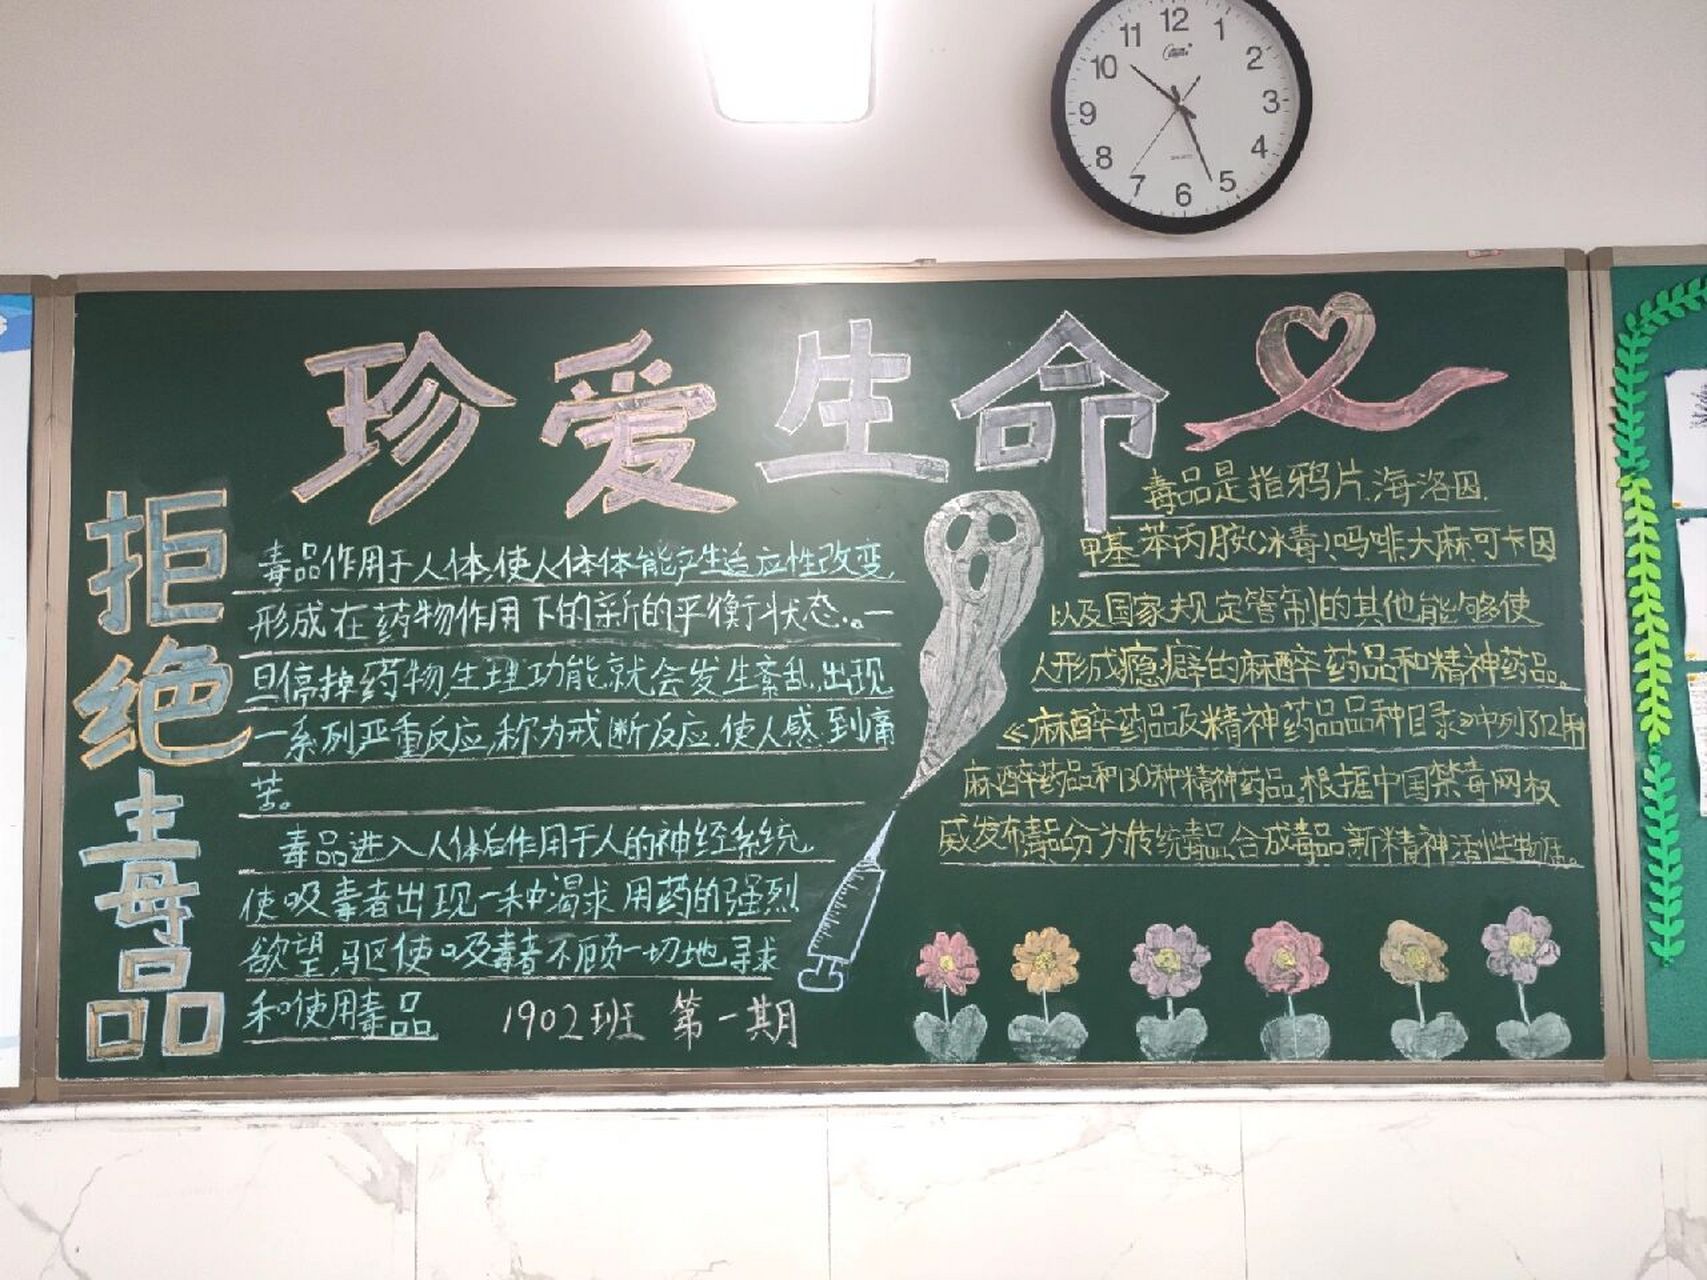 12
11
1
10
2
9
3
8
4
7
5
6
珍爱生命
拒绝毒品
毒品作用于人体,使人体体能产生适应性改变,
形成在药物作用下的新的平衡状态。一
旦停掉药物,生理功能就会发生紊乱,出现
一系列严重反应,称为戒断反应,使人感到痛
苦。
毒品进入人体后作用于人的神经系统,
使吸毒者出现一种渴求用药的强烈
欲望,驱使吸毒者不顾一切地寻求
和使用毒品
1902班 第一期
毒品是指鸦片,海洛因,
甲基苯丙胺(冰毒)吗啡大麻可卡因
以及国家规定管制的其他能够使
人形成瘾癖的麻醉药品和精神药品。
《麻醉药品及精神药品品种目录》中列312种
麻醉药品和130种精神药品。根据中国禁毒网权
威发布毒品分为传统毒品,合成毒品,新精神活性物质。